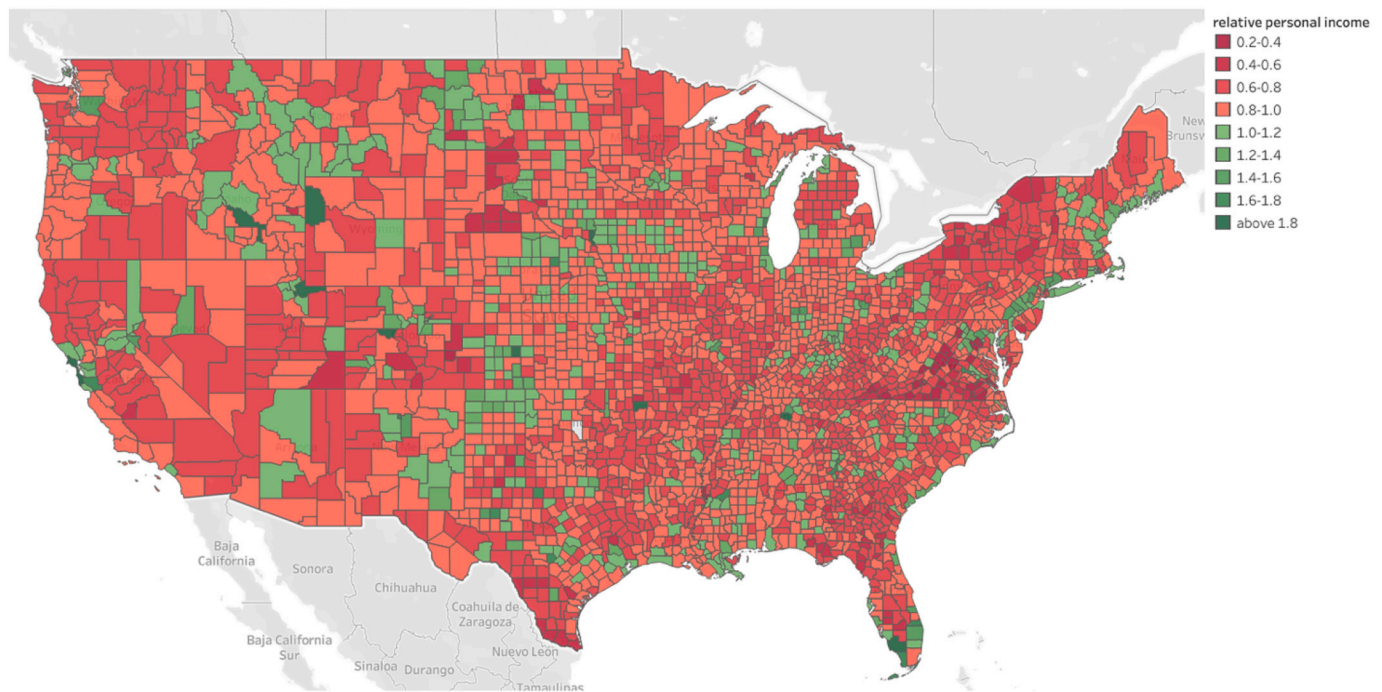 relative personal income
0.2-0.4
0.4-0.6
0.6-0.8
0.8-1.0
1.0-1.2
1.2-1.4
1.4-1.6
1.6-1.8
above 1.8
New
Brunsw
Wyoming
Baja
California
Sonora
Chihuahua
Coahuila de
Zaragoza
Baja California
Sur
Nuevo León
Sinaloa
Durango
Tamaulipas